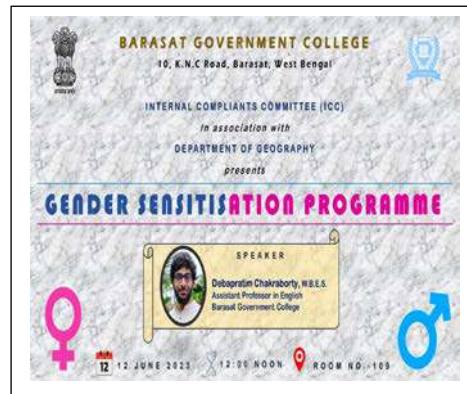 BARASAT GOVERNMENT COLLEGE
10, K.N.C Road, Barasat, West Bengal
INTERNAL COMPLIANTS COMMITTEE (ICC)
In association with
DEPARTMENT OF GEOGRAPHY
presents
GENDER SENSITISATION PROGRAMME
SPEAKER
Debapratim Chakraborty, W.B.E.S.
Assistant Professor in English
Barasat Government College
12 12 JUNE 2023 12:00 NOON ROOM NO.-109